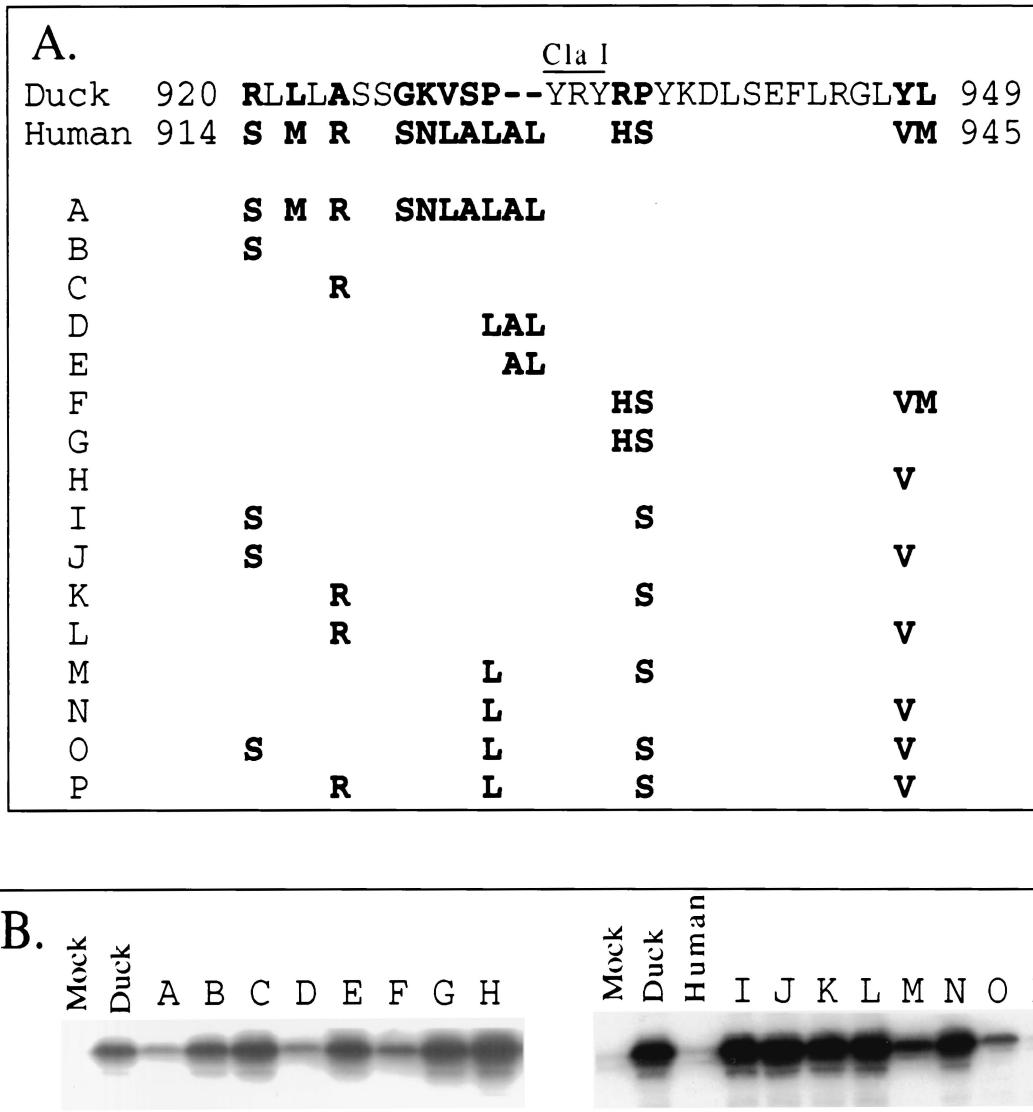 A.
Cla I
Duck 920 RLLLASSGKVSP--YRYRPYKDLSEFLRGLYL 949
Human 914 S M R SNLALAL HS VM 945
A S M R SNLALAL
B S
C R
D LAL
E AL
F HS VM
G HS
H V
I S S
J S V
K R S
L R V
M L S
N L V
O S L S V
P R L S V
B.
Mock Duck A B C D E F G H
Mock Duck Human I J K L M N O